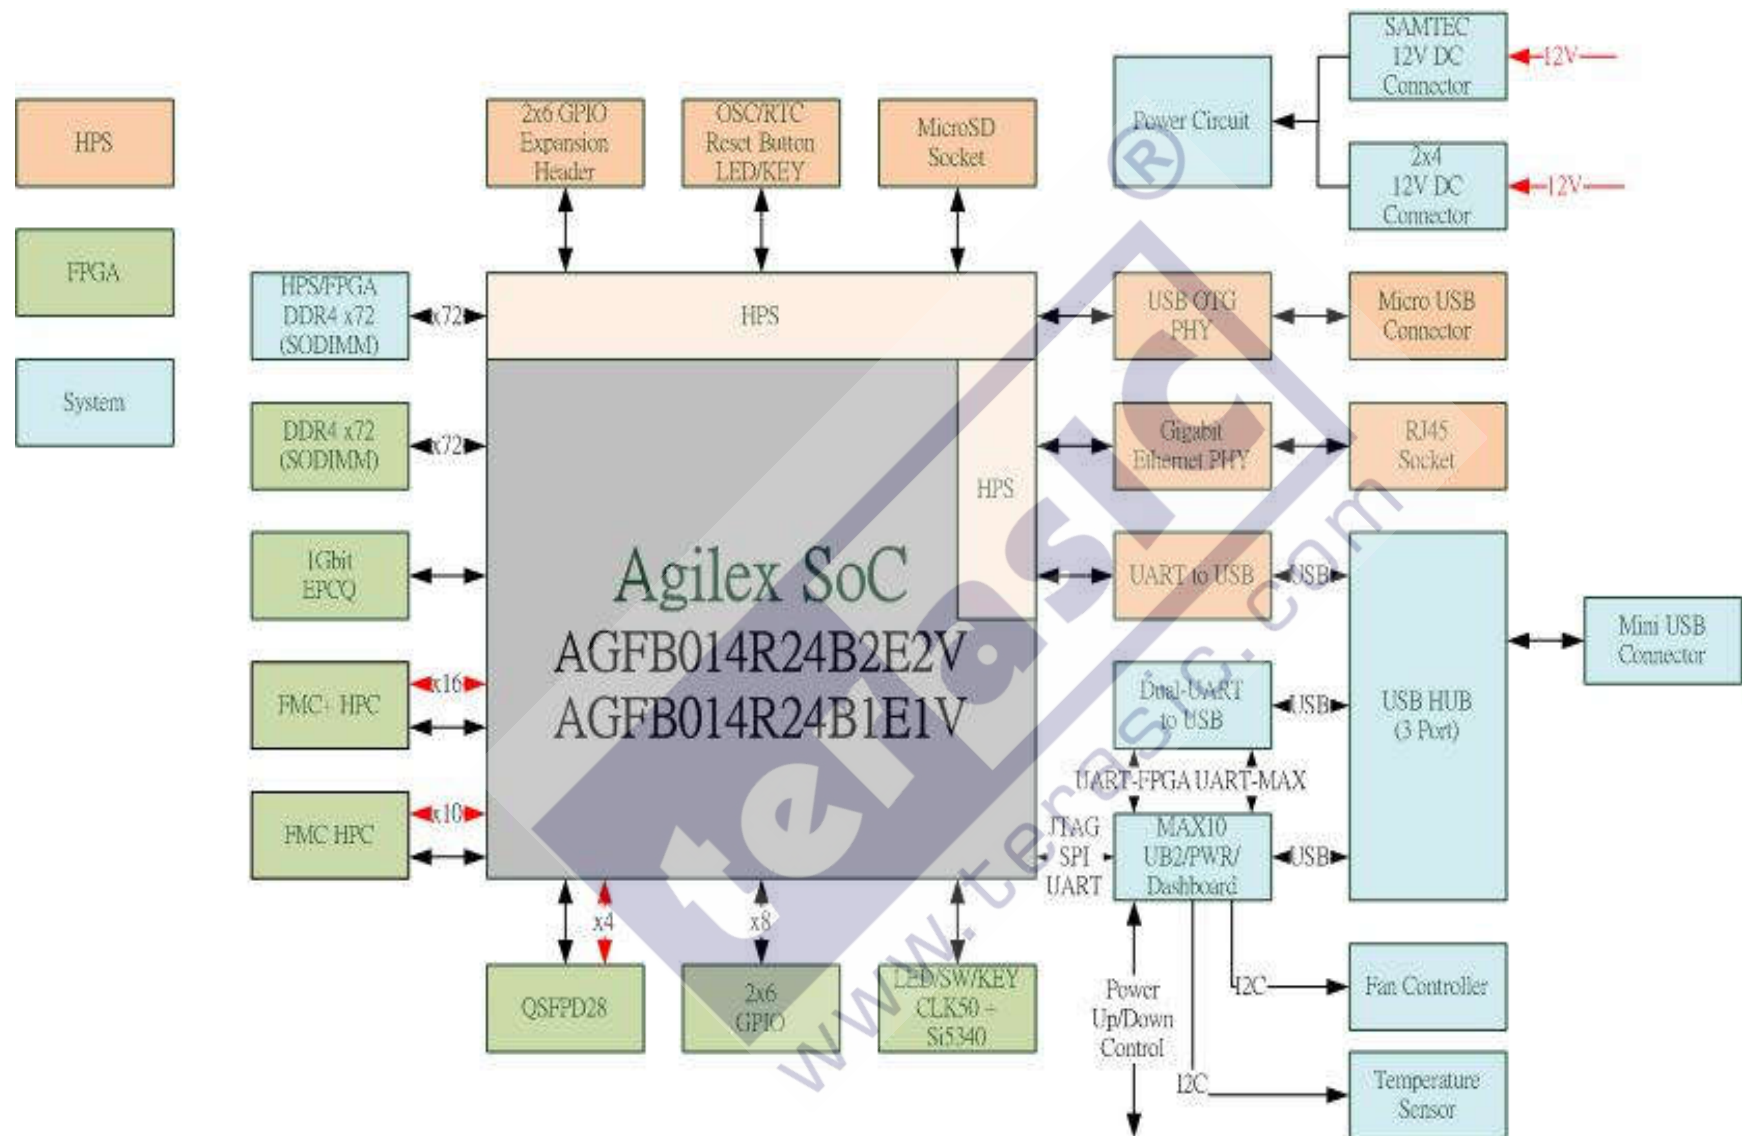 SAMTEC
12V DC
Connector
12V
Power Circuit
2x4
12V DC
Connector
12V
HPS
2x6 GPIO
Expansion
Header
OSC/RTC
Reset Button
LED/KEY
MicroSD
Socket
®
FPGA
HPS/FPGA
DDR4 x72
(SODIMM)
x72
HPS
USB OTG
PHY
Micro USB
Connector
System
DDR4 x72
(SODIMM)
x72
HPS
Gigabit
Ethernet PHY
RJ45
Socket
1Gbit
EPCQ
Agilex SoC
AGFB014R24B2E2V
AGFB014R24B1E1V
UART to USB
USB
Mini USB
Connector
FMC+ HPC
x16
Dual-UART
to USB
USB
USB HUB
(3 Port)
UART-FPGA
UART-MAX
FMC HPC
x10
JTAG
SPI
UART
MAX10
UB2/PWR/
Dashboard
USB
x4
x8
QSFPD28
2x6
GPIO
LED/SW/KEY
CLK50 +
Si5340
Power
Up/Down
Control
I2C
Fan Controller
I2C
Temperature
Sensor
terasic
www.terasic.com